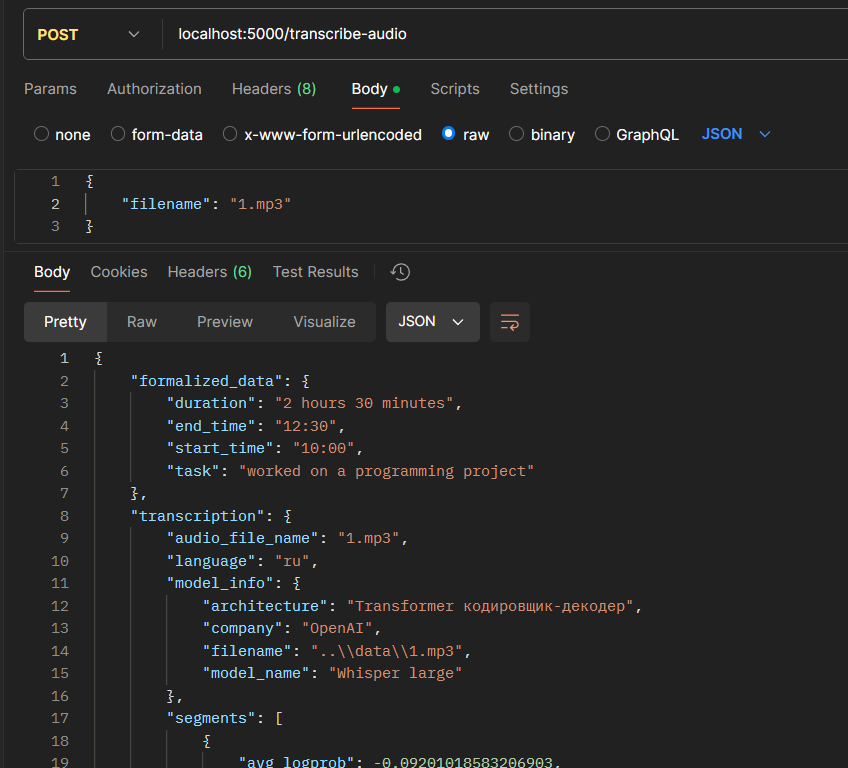 POST localhost:5000/transcribe-audio
Params Authorization Headers (8) Body Scripts Settings
none form-data x-www-form-urlencoded raw binary GraphQL JSON
1 {
2 "filename": "1.mp3"
3 }
Body Cookies Headers (6) Test Results
Pretty Raw Preview Visualize JSON
1 {
2 "formalized_data": {
3 "duration": "2 hours 30 minutes",
4 "end_time": "12:30",
5 "start_time": "10:00",
6 "task": "worked on a programming project"
7 },
8 "transcription": {
9 "audio_file_name": "1.mp3",
10 "language": "ru",
11 "model_info": {
12 "architecture": "Transformer кодировщик-декодер",
13 "company": "OpenAI",
14 "filename": "..\\data\\1.mp3",
15 "model_name": "Whisper large"
16 },
17 "segments": [
18 {
19 "avg_logprob": -0.09201018583206903,